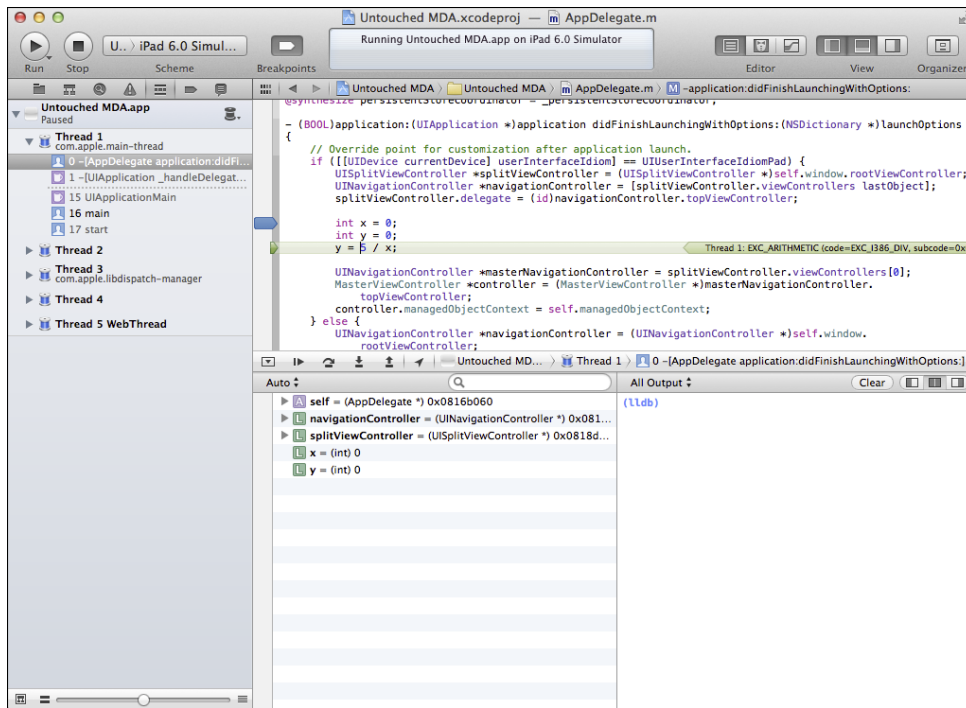 Untouched MDA.xcodeproj — AppDelegate.m
Running Untouched MDA.app on iPad 6.0 Simulator
U.. 〉 iPad 6.0 Simul...
Run Stop Scheme Breakpoints Editor View Organizer
Untouched MDA 〉 Untouched MDA 〉 AppDelegate.m 〉 M -application:didFinishLaunchingWithOptions:
Untouched MDA.app
Paused
Thread 1
com.apple.main-thread
0 -[AppDelegate application:didFi...
1 -[UIApplication _handleDelegat...
15 UIApplicationMain
16 main
17 start
Thread 2
Thread 3
com.apple.libdispatch-manager
Thread 4
Thread 5 WebThread
@synthesize persistentStoreCoordinator = _persistentStoreCoordinator;
- (BOOL)application:(UIApplication *)application didFinishLaunchingWithOptions:(NSDictionary *)launchOptions
{
// Override point for customization after application launch.
if ([[UIDevice currentDevice] userInterfaceIdiom] == UIUserInterfaceIdiomPad) {
UISplitViewController *splitViewController = (UISplitViewController *)self.window.rootViewController;
UINavigationController *navigationController = [splitViewController.viewControllers lastObject];
splitViewController.delegate = (id)navigationController.topViewController;
int x = 0;
int y = 0;
y = 5 / x;
Thread 1: EXC_ARITHMETIC (code=EXC_I386_DIV, subcode=0x
UINavigationController *masterNavigationController = splitViewController.viewControllers[0];
MasterViewController *controller = (MasterViewController *)masterNavigationController.
topViewController;
controller.managedObjectContext = self.managedObjectContext;
} else {
UINavigationController *navigationController = (UINavigationController *)self.window.
rootViewController;
Untouched MD... 〉 Thread 1 〉 0 -[AppDelegate application:didFinishLaunchingWithOptions:]
Auto All Output Clear
A self = (AppDelegate *) 0x0816b060
L navigationController = (UINavigationController *) 0x081...
L splitViewController = (UISplitViewController *) 0x0818d...
L x = (int) 0
L y = (int) 0
(lldb)